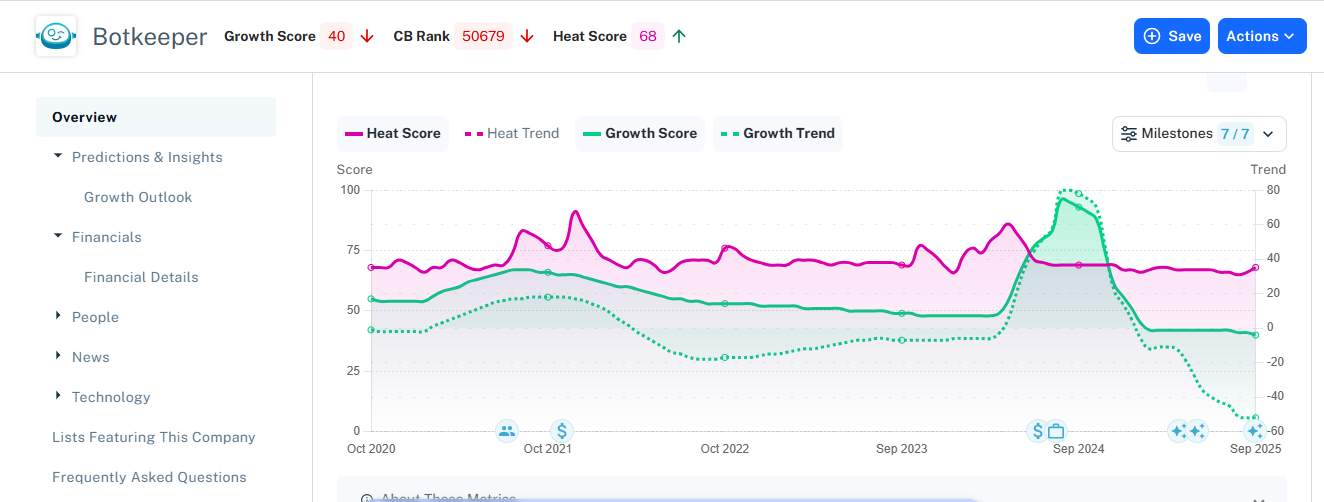 Botkeeper Growth Score 40 CB Rank 50679 Heat Score 68 Save Actions
Overview
Predictions & Insights
Growth Outlook
Financials
Financial Details
People
News
Technology
Lists Featuring This Company
Frequently Asked Questions
Heat Score Heat Trend Growth Score Growth Trend Milestones 7 / 7
Score Trend
100 80
60
75
40
50 20
0
25 -20
-40
0 -60
Oct 2020 Oct 2021 Oct 2022 Sep 2023 Sep 2024 Sep 2025
About These Metrics